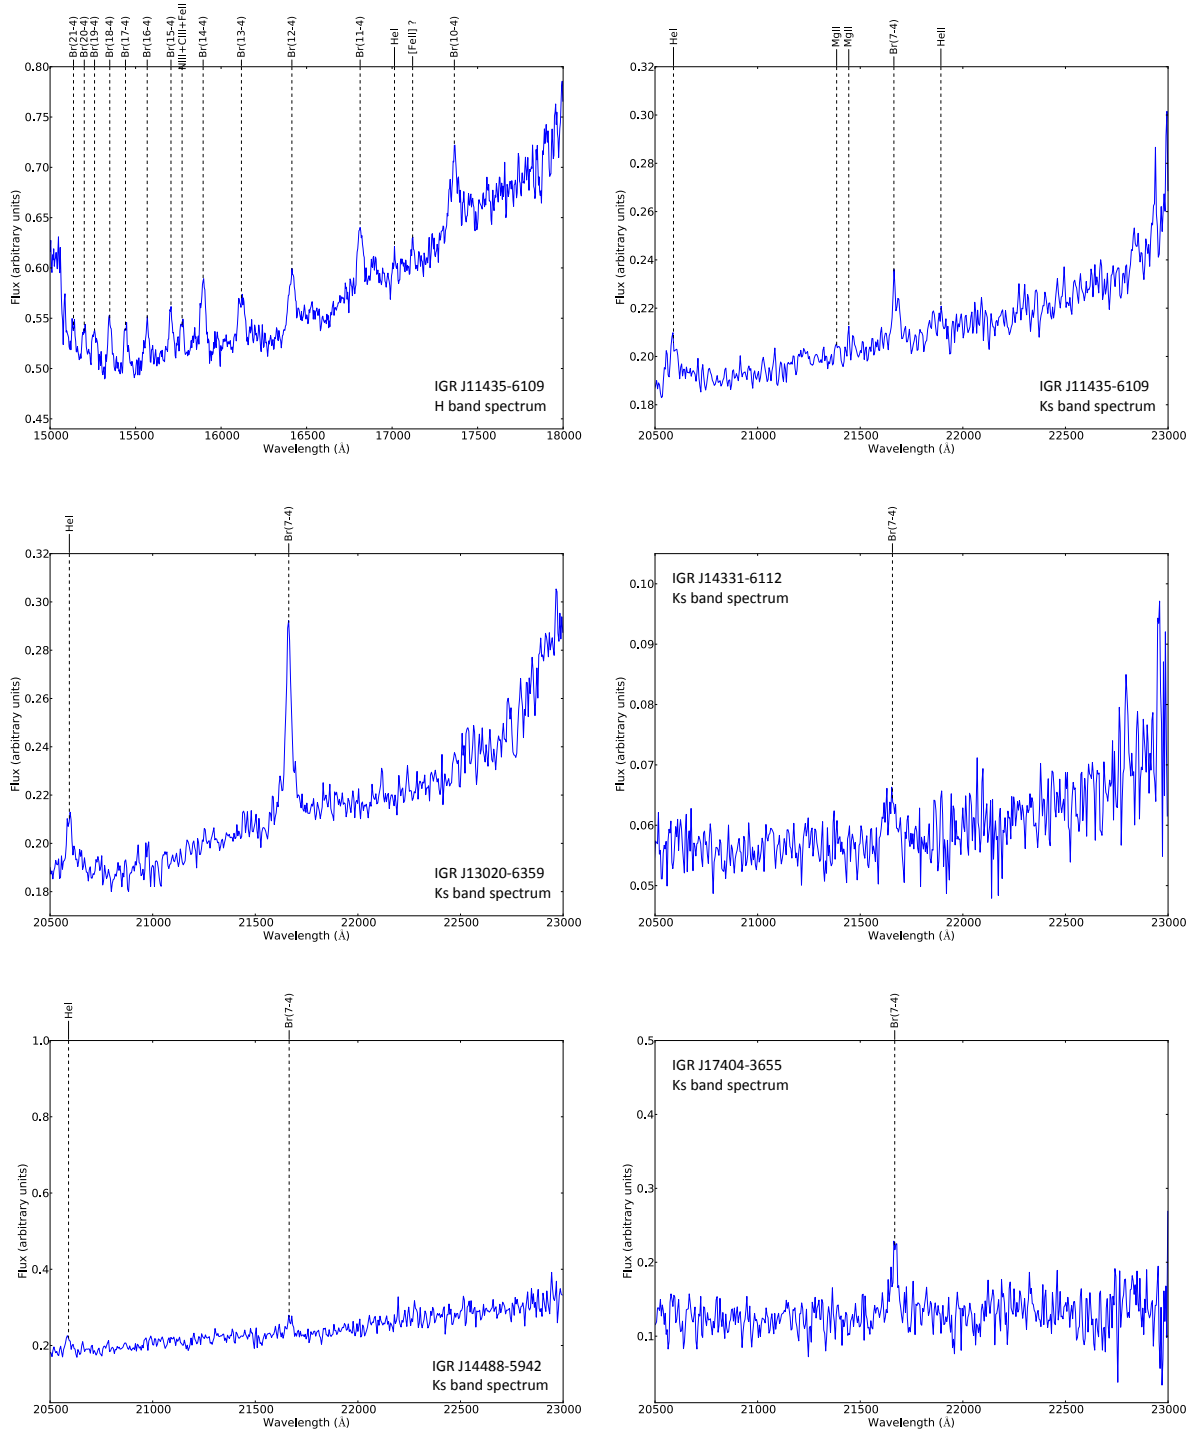 Br(21-4)
Br(20-4)
Br(19-4)
Br(18-4)
Br(17-4)
Br(16-4)
Br(15-4)
NIII+CIII+FeII
Br(14-4)
Br(13-4)
Br(12-4)
Br(11-4)
HeI
[FeII] ?
Br(10-4)
0.80
0.75
0.70
0.65
0.60
0.55
0.50
0.45
Flux (arbitrary units)
IGR J11435-6109
H band spectrum
15000 15500 16000 16500 17000 17500 18000
Wavelength (Å)
HeI
MgII
MgII
Br(7-4)
HeII
0.32
0.30
0.28
0.26
0.24
0.22
0.20
0.18
Flux (arbitrary units)
IGR J11435-6109
Ks band spectrum
20500 21000 21500 22000 22500 23000
Wavelength (Å)
HeI
Br(7-4)
0.32
0.30
0.28
0.26
0.24
0.22
0.20
0.18
Flux (arbitrary units)
IGR J13020-6359
Ks band spectrum
20500 21000 21500 22000 22500 23000
Wavelength (Å)
Br(7-4)
IGR J14331-6112
Ks band spectrum
0.10
0.09
0.08
0.07
0.06
0.05
Flux (arbitrary units)
20500 21000 21500 22000 22500 23000
Wavelength (Å)
HeI
Br(7-4)
1.0
0.8
0.6
0.4
0.2
Flux (arbitrary units)
IGR J14488-5942
Ks band spectrum
20500 21000 21500 22000 22500 23000
Wavelength (Å)
Br(7-4)
IGR J17404-3655
Ks band spectrum
0.5
0.4
0.3
0.2
0.1
Flux (arbitrary units)
20500 21000 21500 22000 22500 23000
Wavelength (Å)